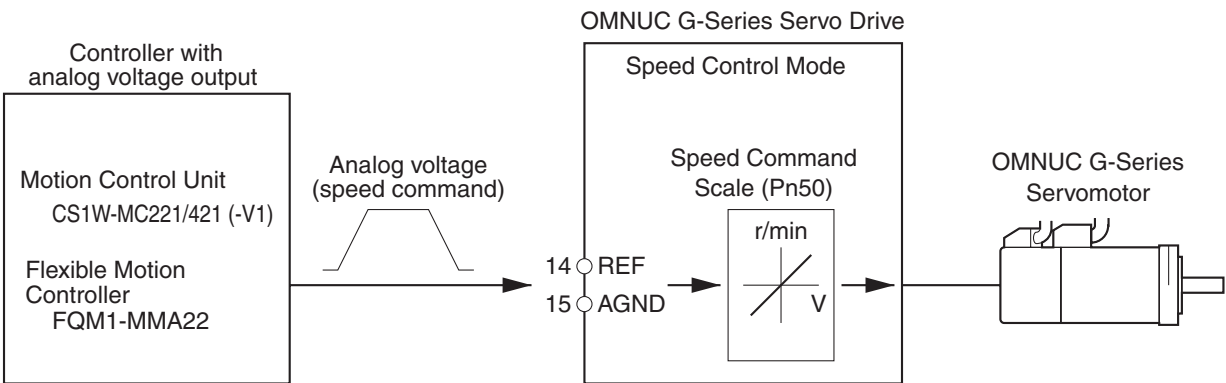 OMNUC G-Series Servo Drive
Controller with
analog voltage output
Speed Control Mode
Motion Control Unit
CS1W-MC221/421 (-V1)
Flexible Motion
Controller
FQM1-MMA22
Analog voltage
(speed command)
14 REF
15 AGND
Speed Command
Scale (Pn50)
r/min
V
OMNUC G-Series
Servomotor